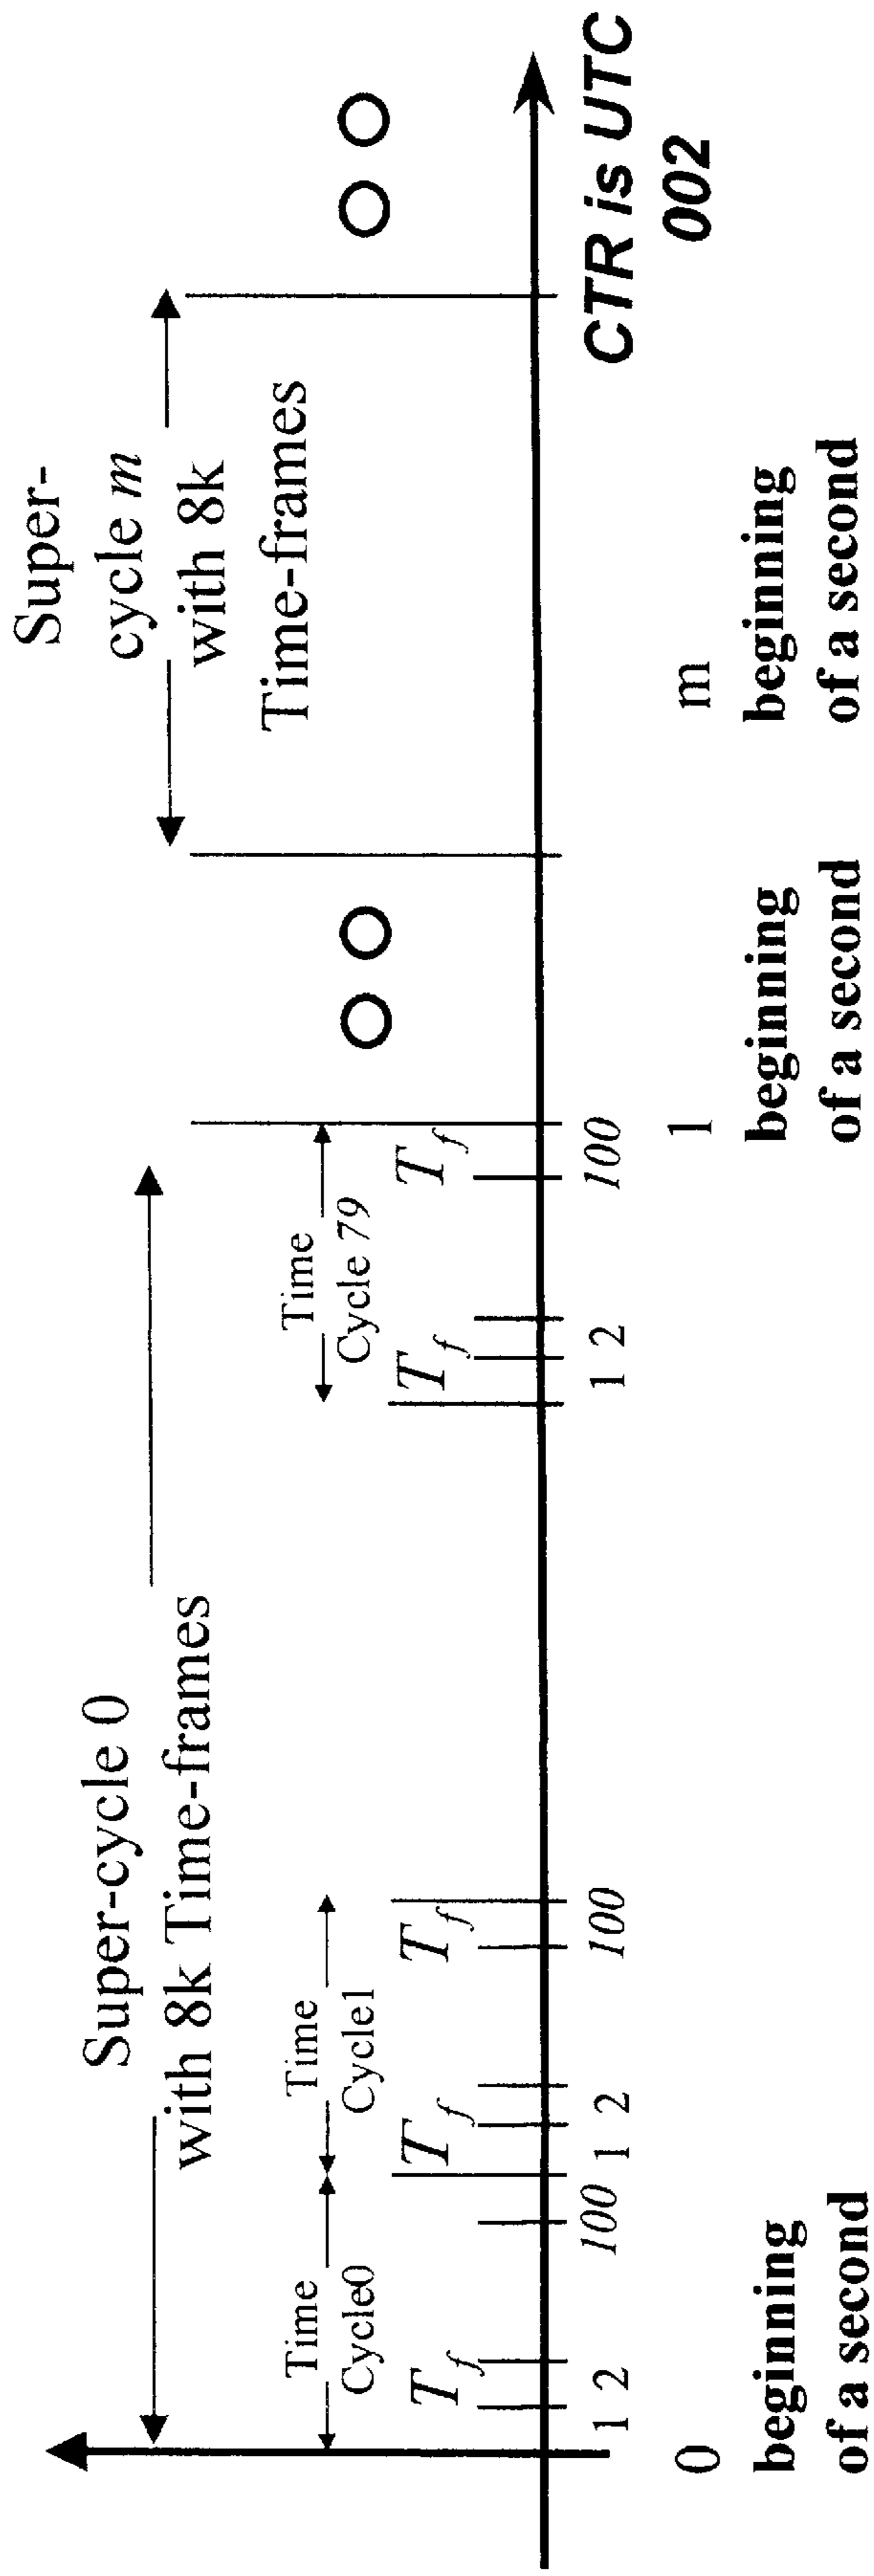 Super-cycle 0
with 8k Time-frames
Super-
cycle m
with 8k
Time-frames
Time
Cycle0
Time
Cycle1
Time
Cycle 79
T f
T f
T f
T f
T f
1 2
100
1 2
100
1 2
100
CTR is UTC
002
0
beginning
of a second
1
beginning
of a second
m
beginning
of a second